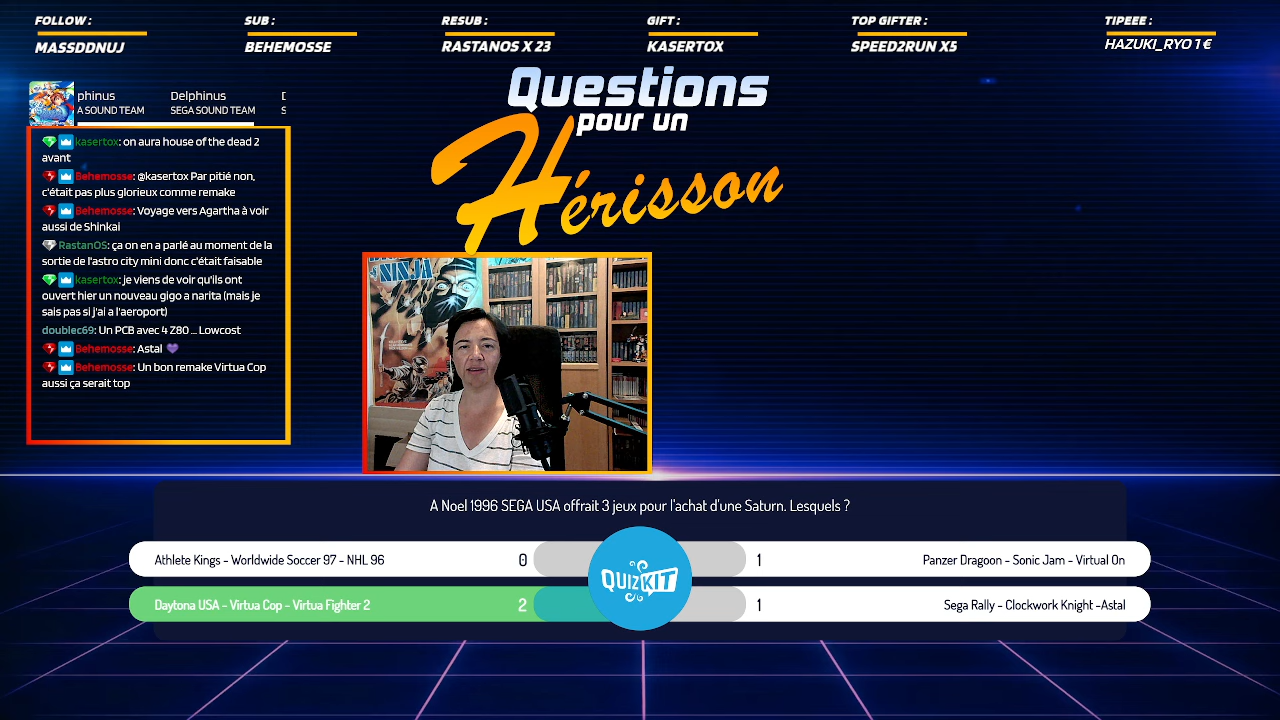 FOLLOW :
MASSDDNUJ
SUB :
BEHEMOSSE
RESUB :
RASTANOS X 23
GIFT :
KASERTOX
TOP GIFTER :
SPEED2RUN X5
TIPEEE :
HAZUKI_RYO 1 €
Questions
pour un
Hérisson
phinus
A SOUND TEAM
Delphinus
SEGA SOUND TEAM
kasertox: on aura house of the dead 2
avant
Behemosse: @kasertox Par pitié non,
c'était pas plus glorieux comme remake
Behemosse: Voyage vers Agartha à voir
aussi de Shinkai
RastanOS: ça on en a parlé au moment de la
sortie de l'astro city mini donc c'était faisable
kasertox: je viens de voir qu'ils ont
ouvert hier un nouveau gigo a narita (mais je
sais pas si j'ai a l'aeroport)
doublec69: Un PCB avec 4 Z80 ... Lowcost
Behemosse: Astal 💜
Behemosse: Un bon remake Virtua Cop
aussi ça serait top
NINJA
A Noel 1996 SEGA USA offrait 3 jeux pour l'achat d'une Saturn. Lesquels ?
Athlete Kings - Worldwide Soccer 97 - NHL 96
0
1
Panzer Dragoon - Sonic Jam - Virtual On
QUIZKIT
Daytona USA - Virtua Cop - Virtua Fighter 2
2
1
Sega Rally - Clockwork Knight -Astal